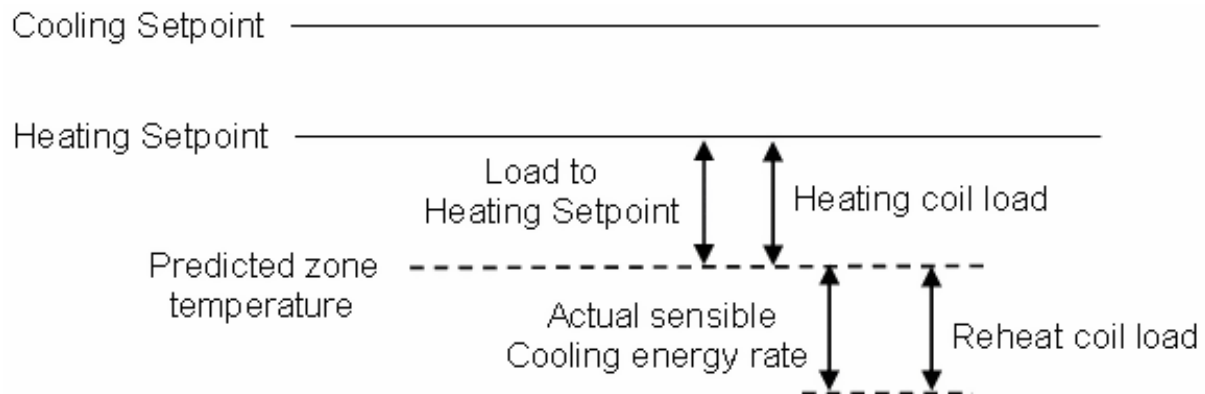 Cooling Setpoint
Heating Setpoint
Load to
Heating Setpoint
Heating coil load
Predicted zone
temperature
Actual sensible
Cooling energy rate
Reheat coil load